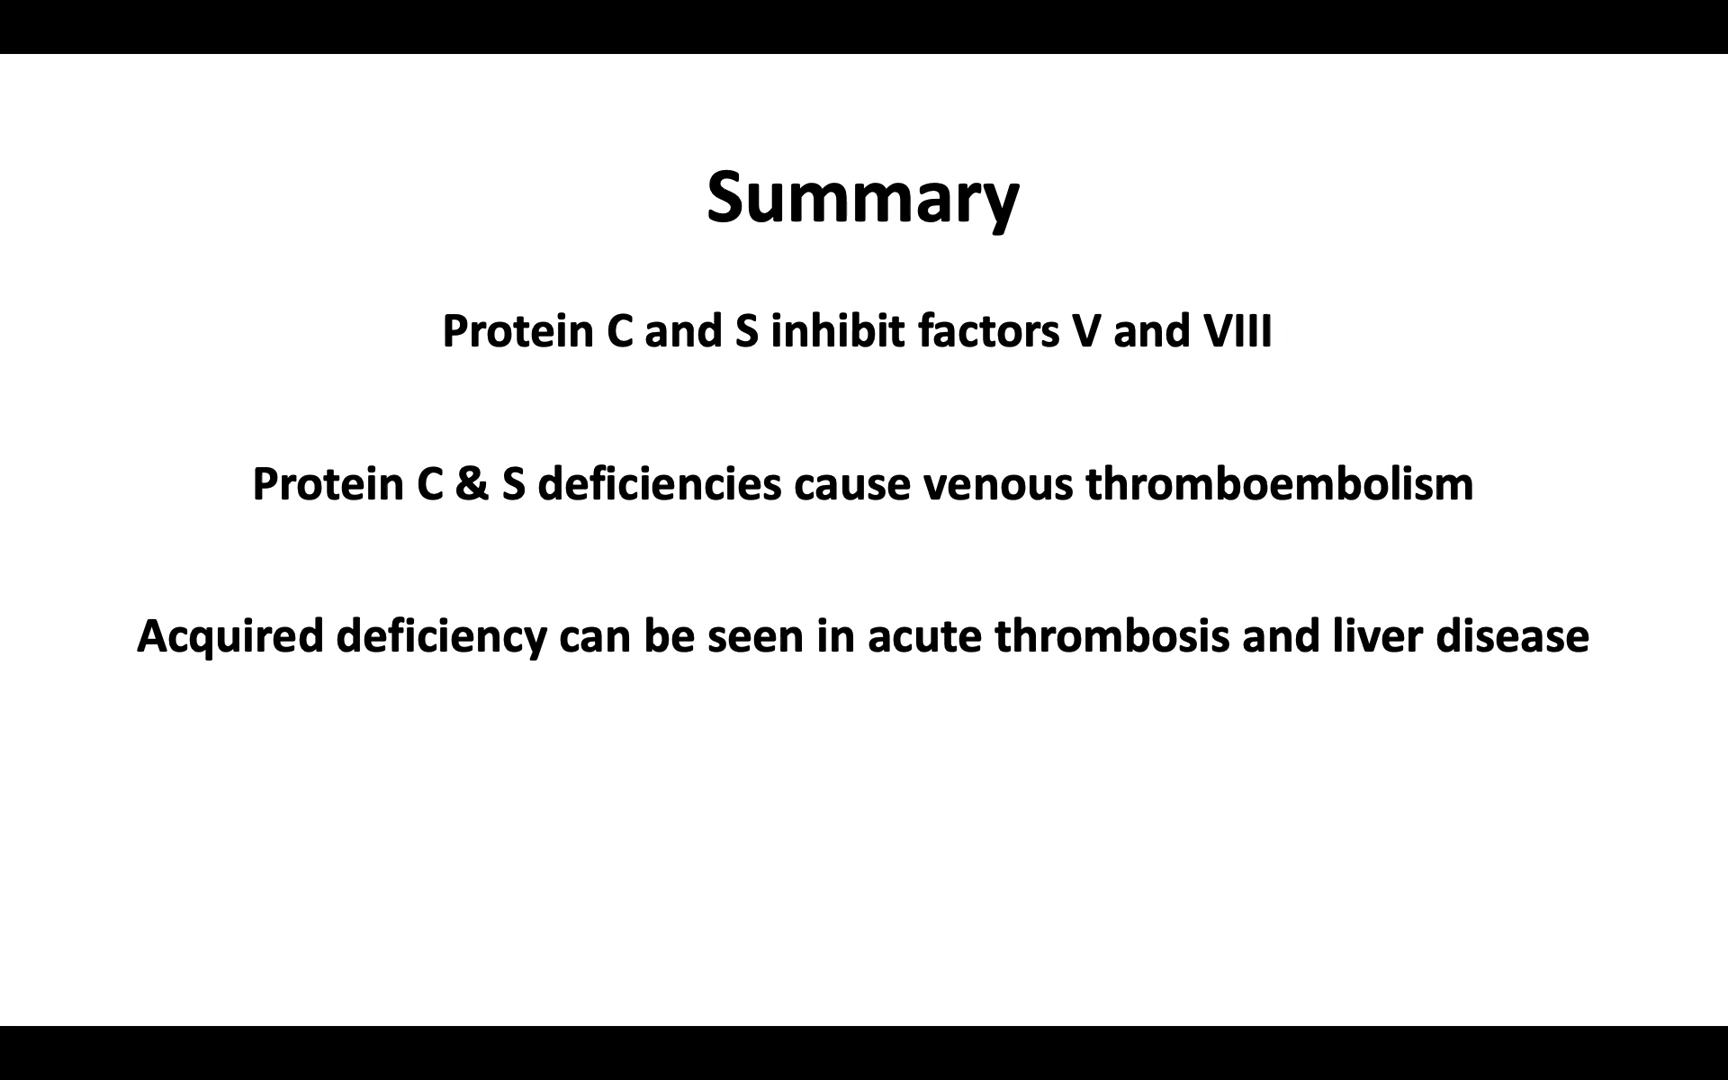 Summary
Protein C and S inhibit factors V and VIII
Protein C & S deficiencies cause venous thromboembolism
Acquired deficiency can be seen in acute thrombosis and liver disease